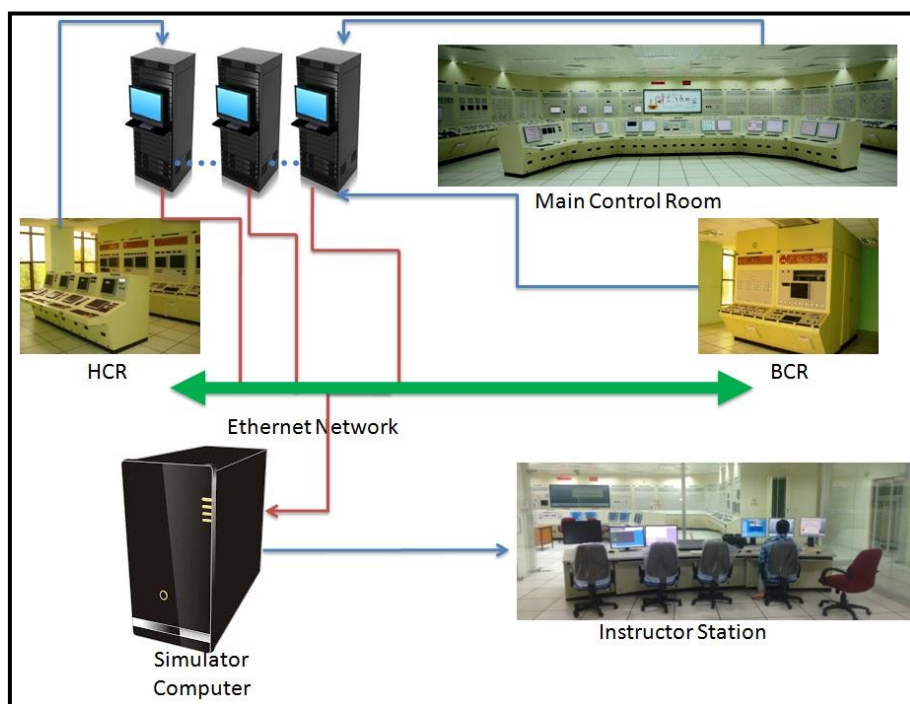 Main Control Room
HCR
BCR
Ethernet Network
Simulator
Computer
Instructor Station